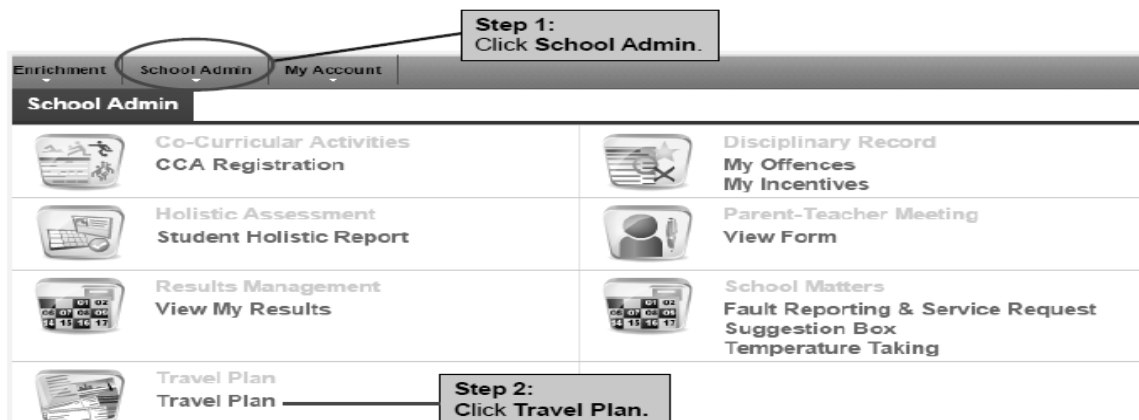 Step 1:
Click School Admin.
Enrichment School Admin My Account
School Admin
Co-Curricular Activities
CCA Registration
Disciplinary Record
My Offences
My Incentives
Holistic Assessment
Student Holistic Report
Parent-Teacher Meeting
View Form
Results Management
View My Results
School Matters
Fault Reporting & Service Request
Suggestion Box
Temperature Taking
Travel Plan
Travel Plan
Step 2:
Click Travel Plan.